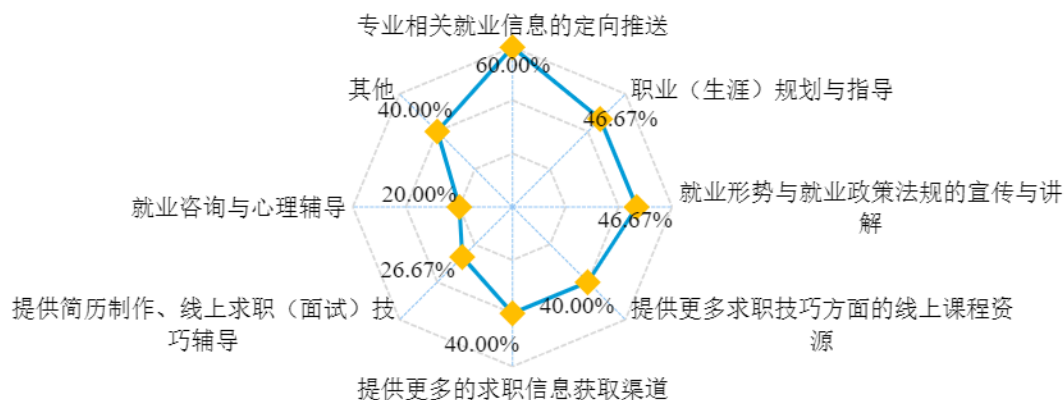 专业相关就业信息的定向推送
60.00%
其他
40.00%
职业（生涯）规划与指导
46.67%
就业咨询与心理辅导
20.00%
就业形势与就业政策法规的宣传与讲
解
46.67%
26.67%
提供简历制作、线上求职（面试）技
巧辅导
40.00%
提供更多求职技巧方面的线上课程资
源
40.00%
提供更多的求职信息获取渠道